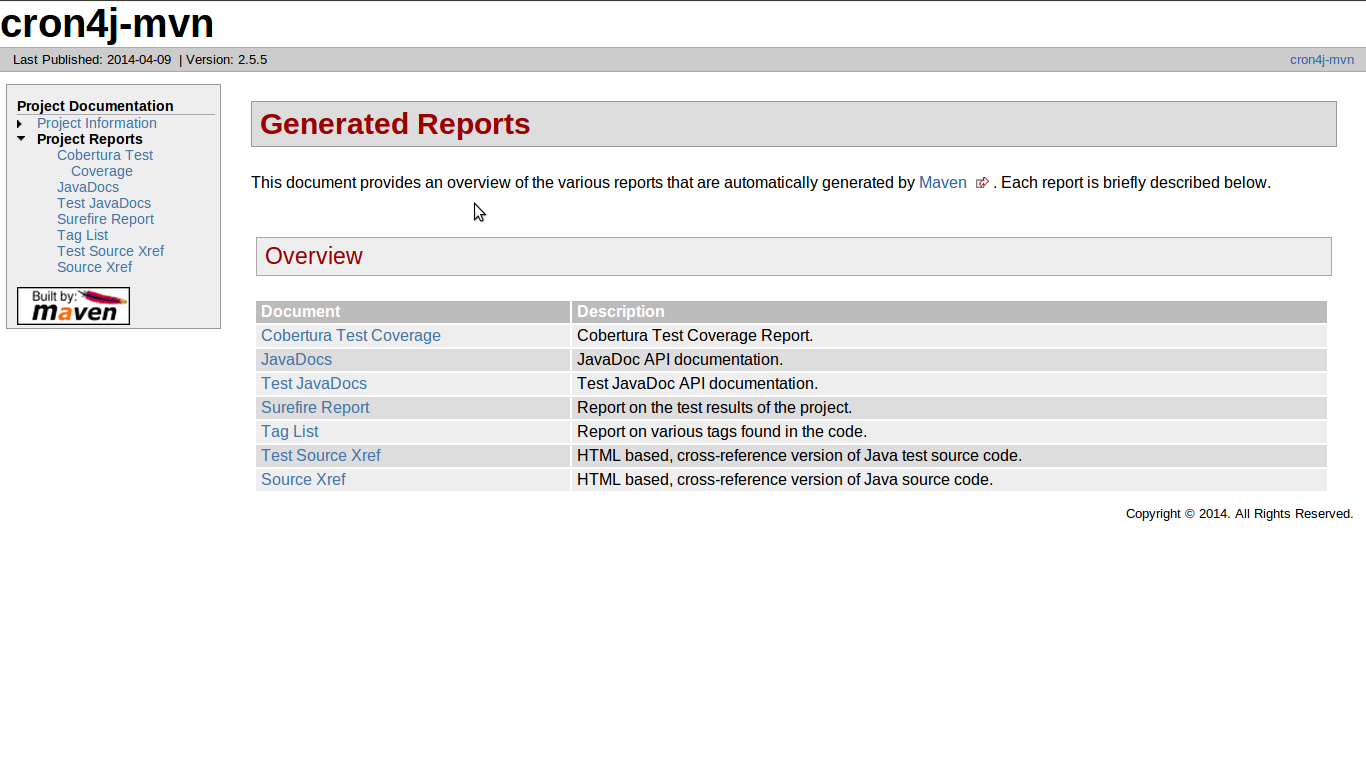 cron4j-mvn
Last Published: 2014-04-09 | Version: 2.5.5
cron4j-mvn
Project Documentation
Project Information
Project Reports
Cobertura Test
Coverage
JavaDocs
Test JavaDocs
Surefire Report
Tag List
Test Source Xref
Source Xref
Built by:
maven
Generated Reports
This document provides an overview of the various reports that are automatically generated by Maven . Each report is briefly described below.
Overview
Document Description
Cobertura Test Coverage Cobertura Test Coverage Report.
JavaDocs JavaDoc API documentation.
Test JavaDocs Test JavaDoc API documentation.
Surefire Report Report on the test results of the project.
Tag List Report on various tags found in the code.
Test Source Xref HTML based, cross-reference version of Java test source code.
Source Xref HTML based, cross-reference version of Java source code.
Copyright © 2014. All Rights Reserved.